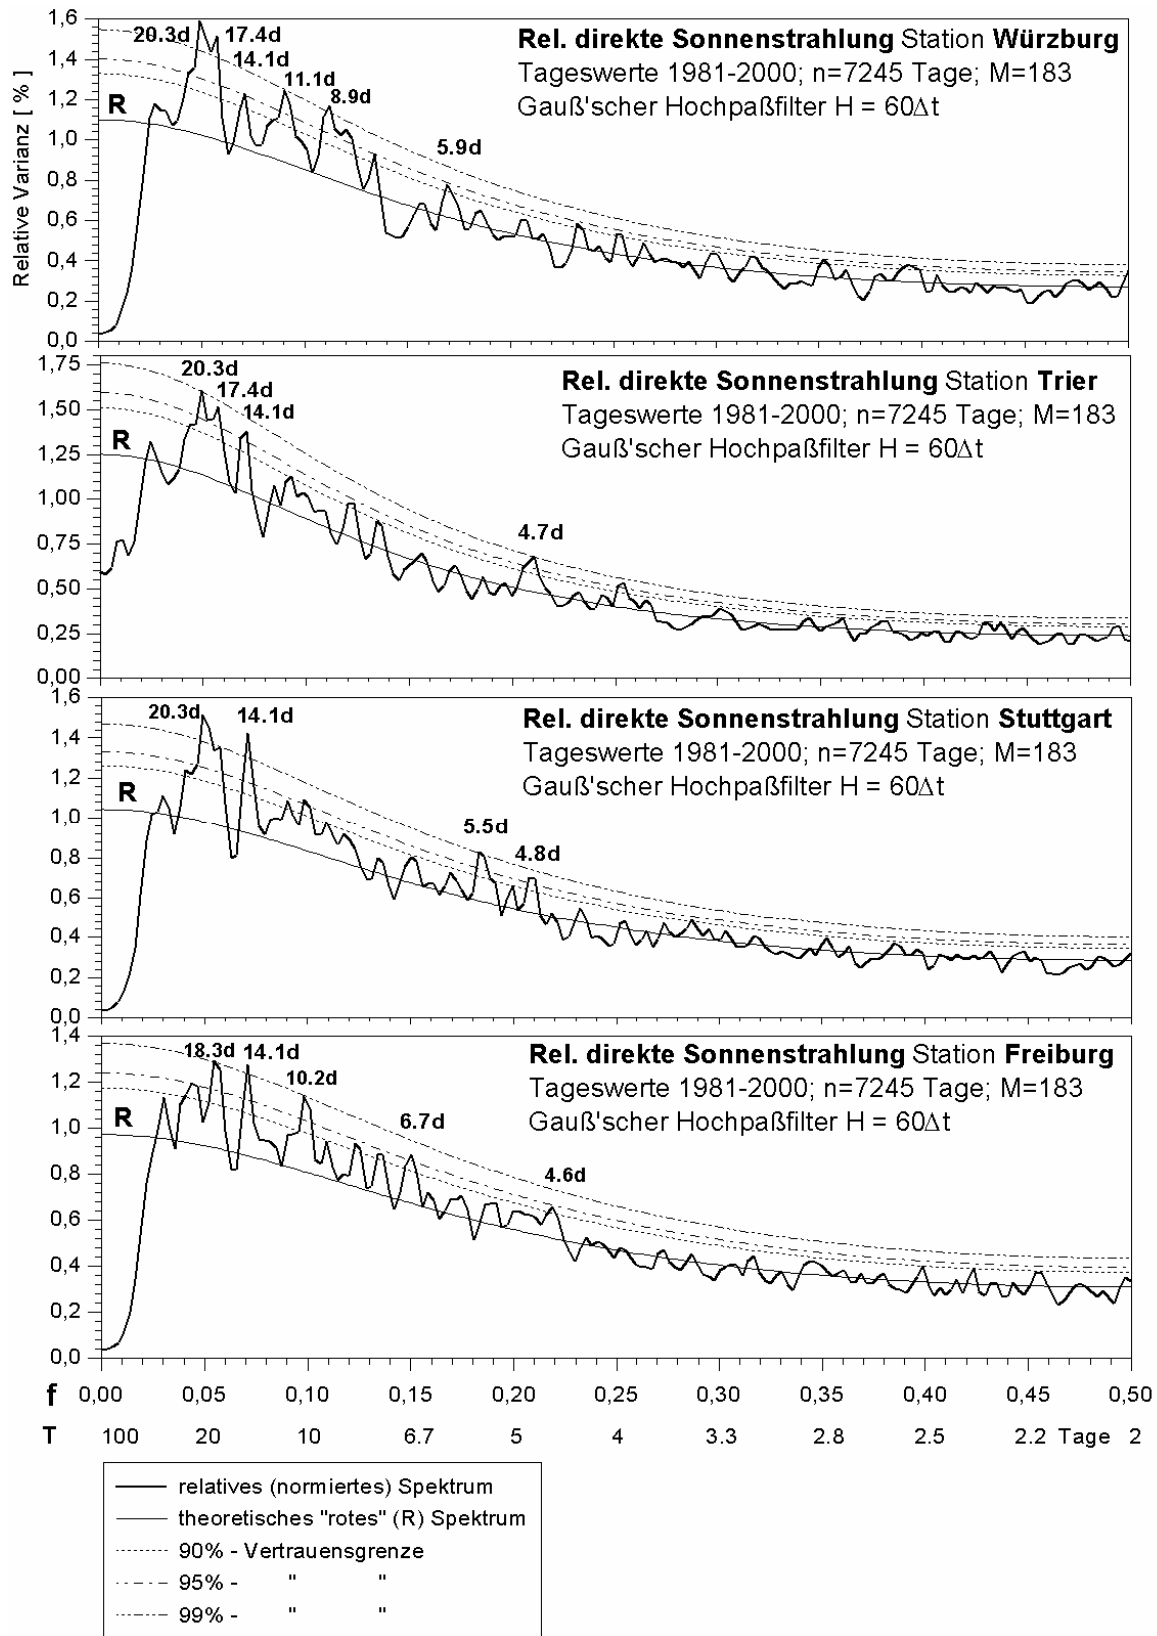 Relative Varianz [ % ]
1,6
1,4
1,2
1,0
0,8
0,6
0,4
0,2
0,0
R
20.3d
17.4d
14.1d
11.1d
8.9d
5.9d
Rel. direkte Sonnenstrahlung Station Würzburg
Tageswerte 1981-2000; n=7245 Tage; M=183
Gauß'scher Hochpaßfilter H = 60Δt
1,75
1,50
1,25
1,00
0,75
0,50
0,25
0,00
R
20.3d
17.4d
14.1d
4.7d
Rel. direkte Sonnenstrahlung Station Trier
Tageswerte 1981-2000; n=7245 Tage; M=183
Gauß'scher Hochpaßfilter H = 60Δt
1,6
1,4
1,2
1,0
0,8
0,6
0,4
0,2
0,0
R
20.3d
14.1d
5.5d
4.8d
Rel. direkte Sonnenstrahlung Station Stuttgart
Tageswerte 1981-2000; n=7245 Tage; M=183
Gauß'scher Hochpaßfilter H = 60Δt
1,4
1,2
1,0
0,8
0,6
0,4
0,2
0,0
R
18.3d
14.1d
10.2d
6.7d
4.6d
Rel. direkte Sonnenstrahlung Station Freiburg
Tageswerte 1981-2000; n=7245 Tage; M=183
Gauß'scher Hochpaßfilter H = 60Δt
f 0,00 0,05 0,10 0,15 0,20 0,25 0,30 0,35 0,40 0,45 0,50
T 100 20 10 6.7 5 4 3.3 2.8 2.5 2.2 Tage 2
relatives (normiertes) Spektrum
theoretisches "rotes" (R) Spektrum
90% - Vertrauensgrenze
95% - " "
99% - " "